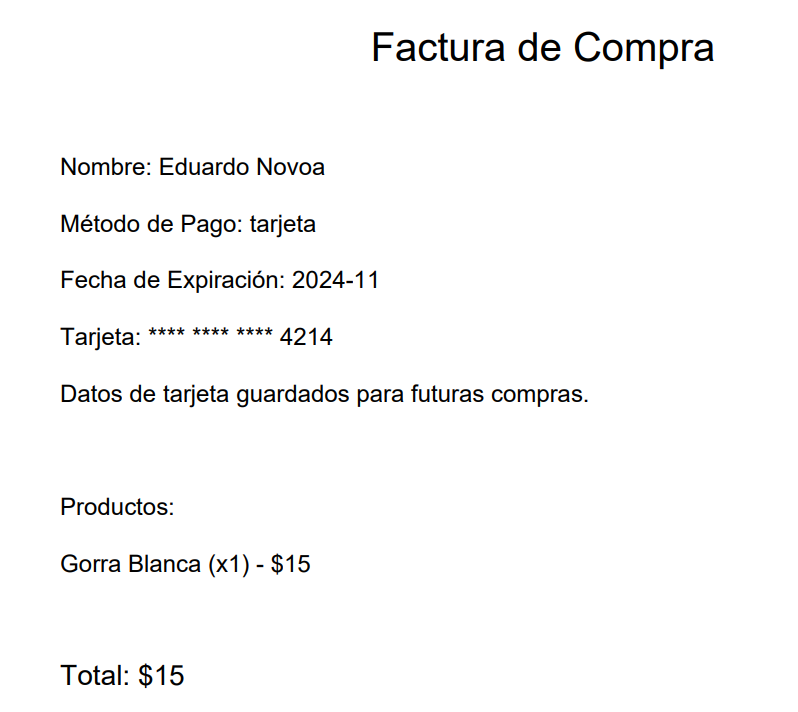 Factura de Compra
Nombre: Eduardo Novoa
Método de Pago: tarjeta
Fecha de Expiración: 2024-11
Tarjeta: **** **** **** 4214
Datos de tarjeta guardados para futuras compras.
Productos:
Gorra Blanca (x1) - $15
Total: $15